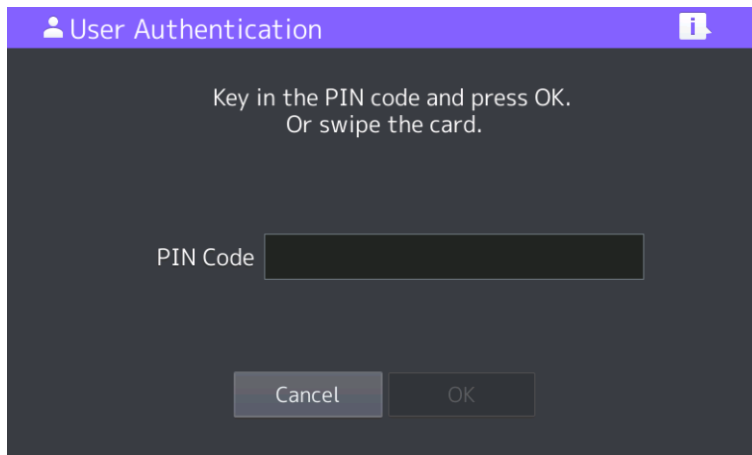 User Authentication
Key in the PIN code and press OK.
Or swipe the card.
PIN Code
Cancel
OK